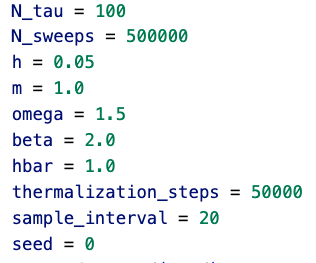 N_tau = 100
N_sweeps = 500000
h = 0.05
m = 1.0
omega = 1.5
beta = 2.0
hbar = 1.0
thermalization_steps = 50000
sample_interval = 20
seed = 0